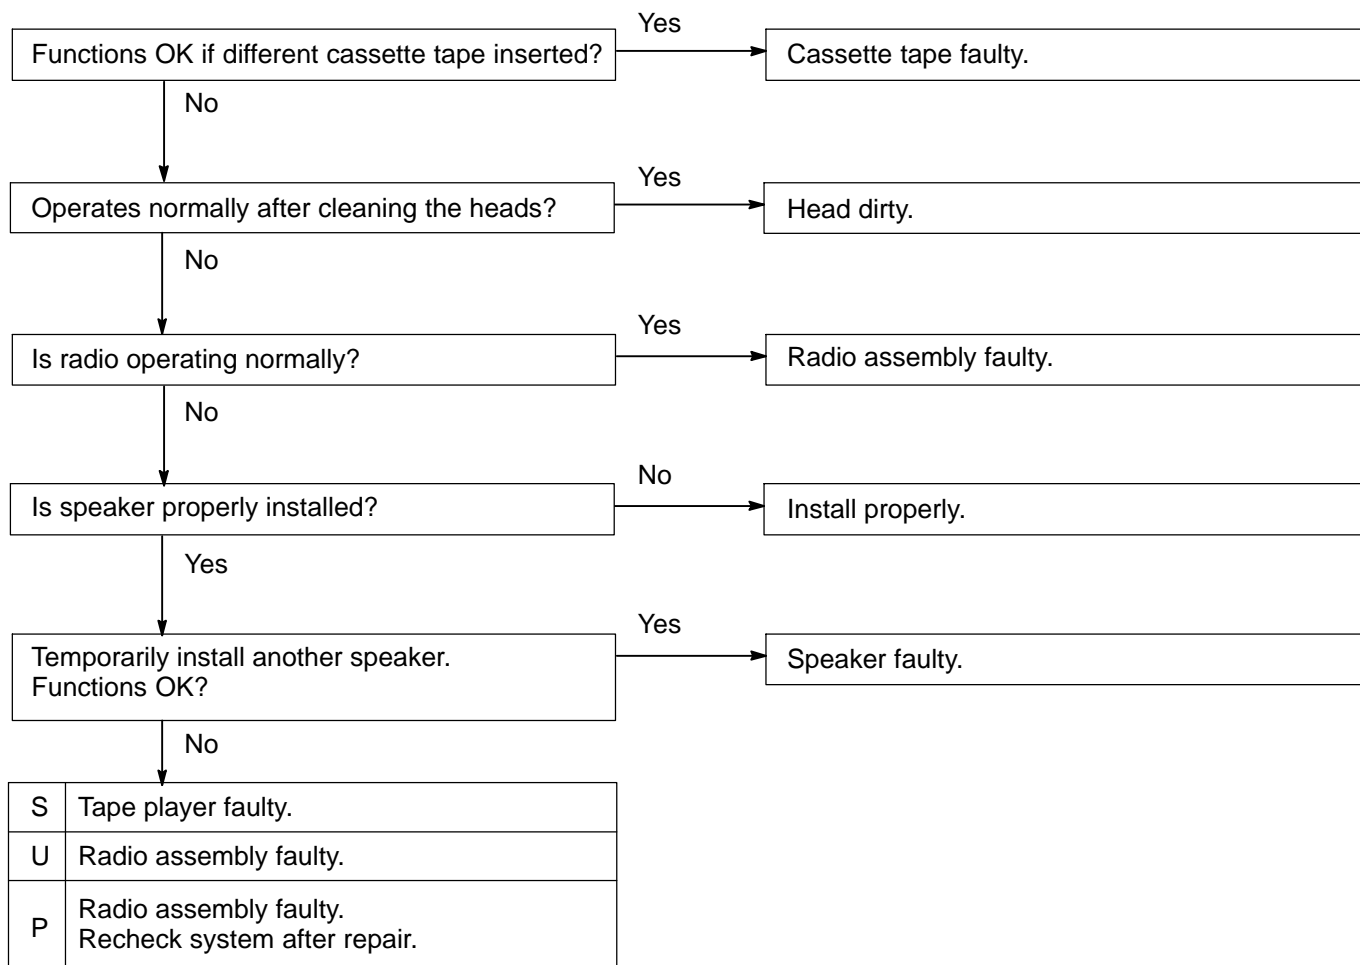 Yes
Functions OK if different cassette tape inserted?
Cassette tape faulty.
No
Yes
Operates normally after cleaning the heads?
Head dirty.
No
Yes
Is radio operating normally?
Radio assembly faulty.
No
No
Is speaker properly installed?
Install properly.
Yes
Yes
Temporarily install another speaker.
Functions OK?
Speaker faulty.
No
S Tape player faulty.
U Radio assembly faulty.
P Radio assembly faulty.
Recheck system after repair.